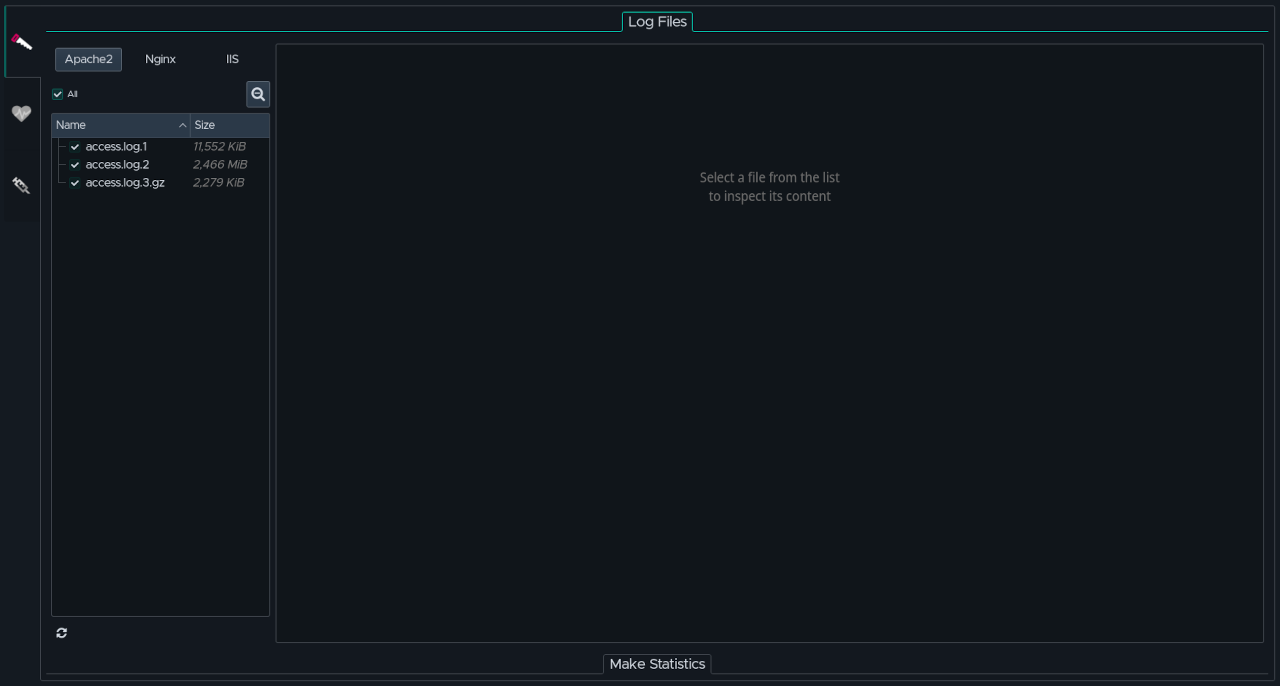 Log Files
Apache2 Nginx IIS
All
Name Size
access.log.1 11,552 KiB
access.log.2 2,466 MiB
access.log.3.gz 2,279 KiB
Select a file from the list
to inspect its content
Make Statistics